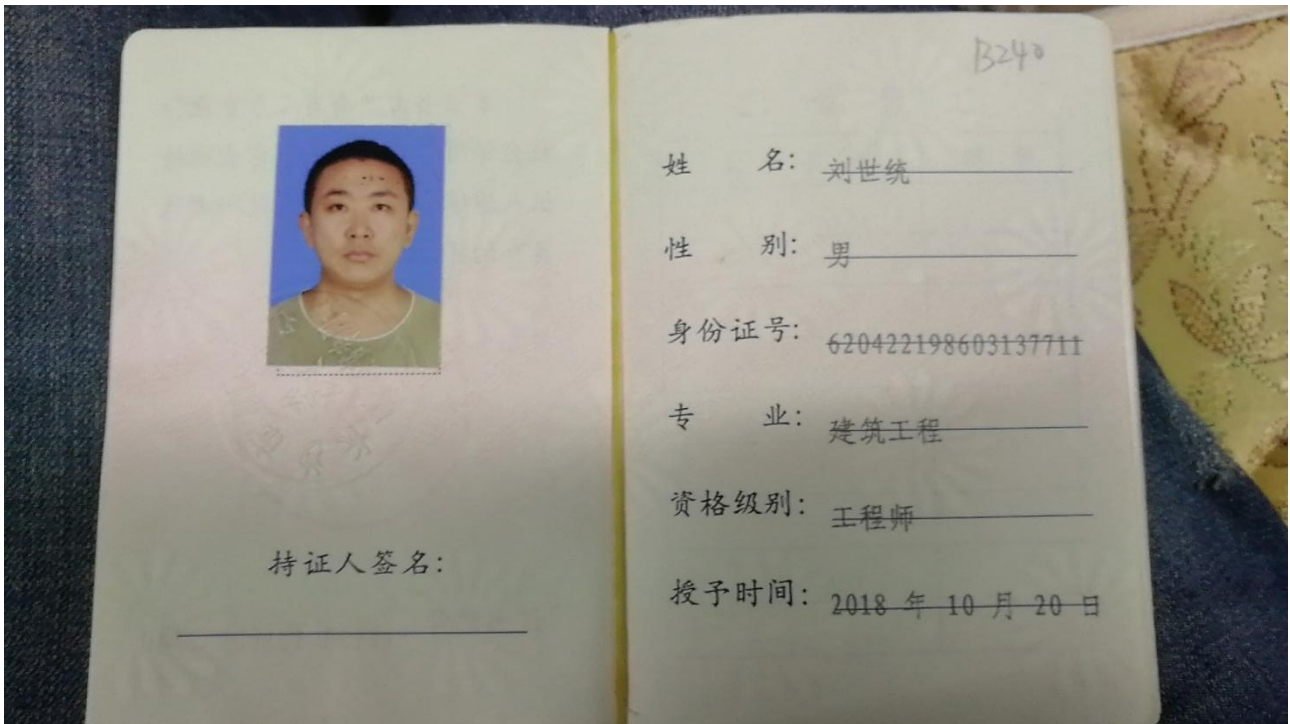 持证人签名：
B240
姓 名： 刘世统
性 别： 男
身份证号： 620422198603137711
专 业： 建筑工程
资格级别： 工程师
授予时间： 2018 年 10 月 20 日